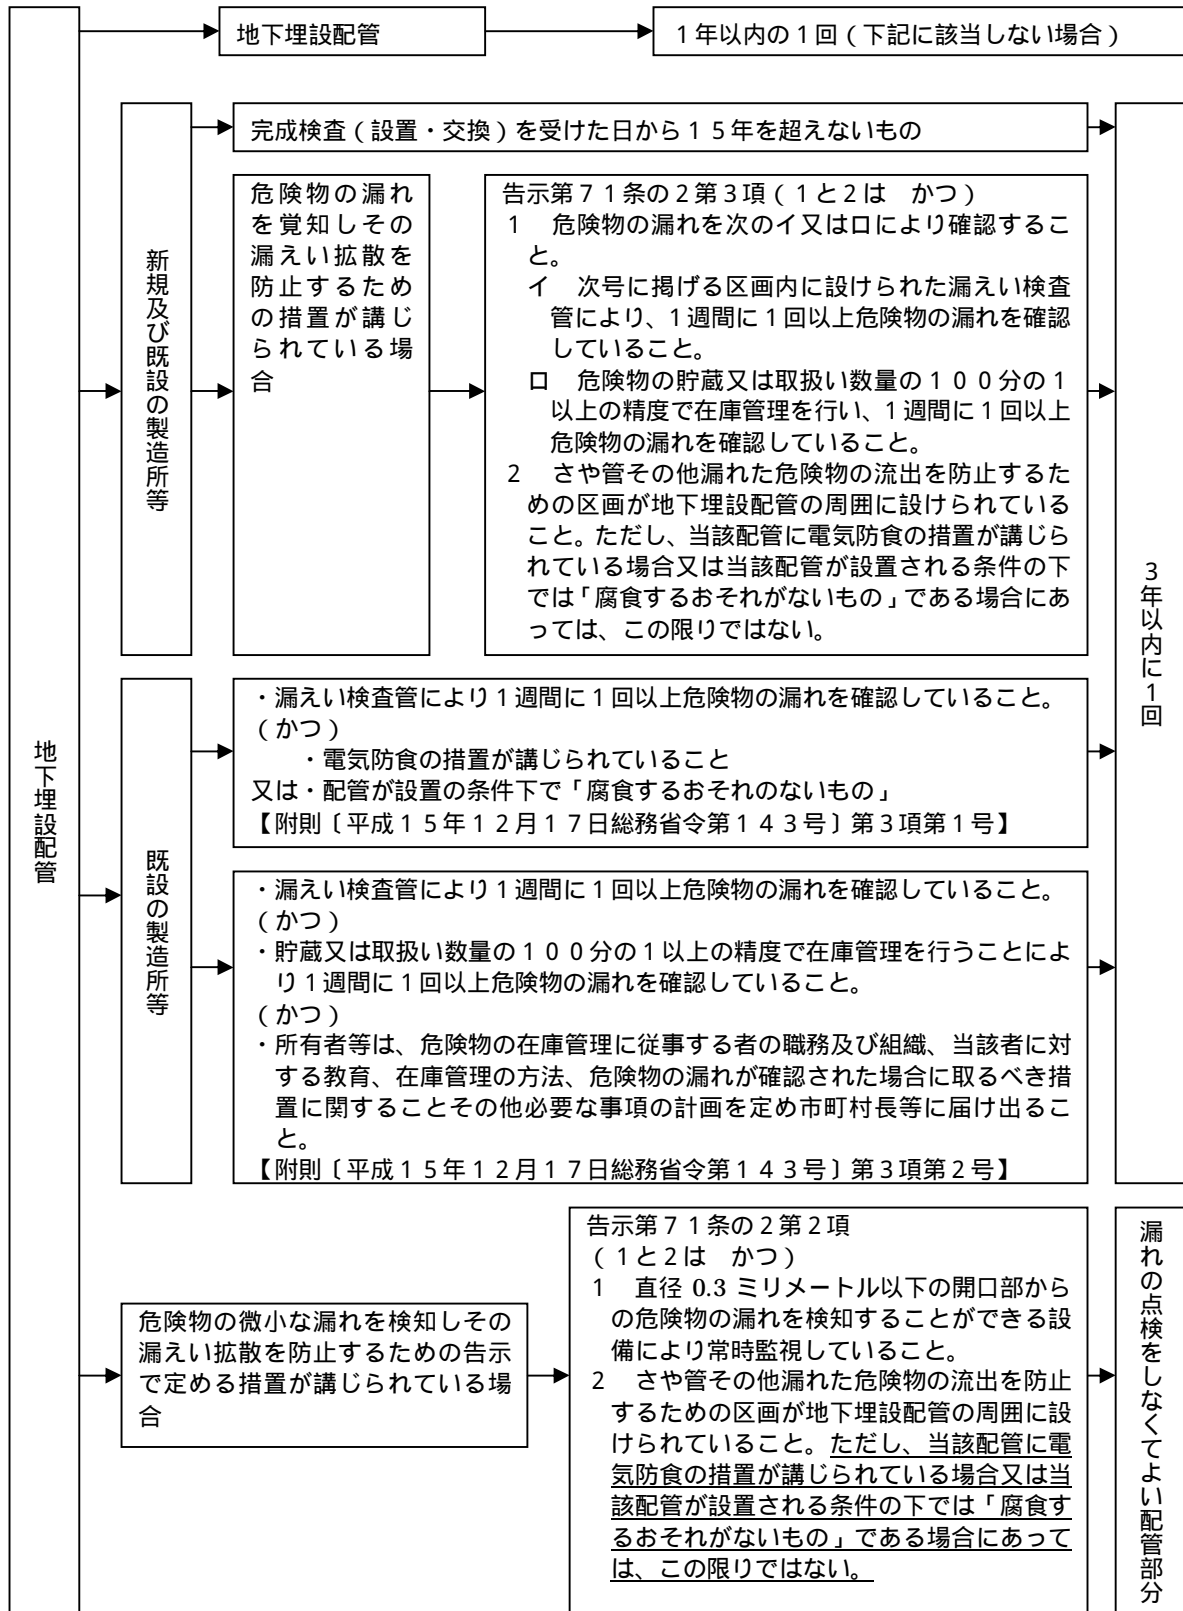 地下埋設配管
地下埋設配管
1年以内の1回(下記に該当しない場合)
新規及び既設の製造所等
完成検査(設置・交換)を受けた日から15年を超えないもの
危険物の漏れ
を覚知しその
漏えい拡散を
防止するため
の措置が講じ
られている場
合
告示第71条の2第3項(1と2は かつ)
1 危険物の漏れを次のイ又はロにより確認するこ
と。
イ 次号に掲げる区画内に設けられた漏えい検査
管により、1週間に1回以上危険物の漏れを確認
していること。
ロ 危険物の貯蔵又は取扱い数量の100分の1
以上の精度で在庫管理を行い、1週間に1回以上
危険物の漏れを確認していること。
2 さや管その他漏れた危険物の流出を防止するた
めの区画が地下埋設配管の周囲に設けられている
こと。ただし、当該配管に電気防食の措置が講じら
れている場合又は当該配管が設置される条件の下
では「腐食するおそれがないもの」である場合にあ
っては、この限りではない。
3年以内に1回
既設の製造所等
・漏えい検査管により1週間に1回以上危険物の漏れを確認していること。
(かつ)
・電気防食の措置が講じられていること
又は・配管が設置の条件下で「腐食するおそれのないもの」
【附則〔平成15年12月17日総務省令第143号〕第3項第1号】
・漏えい検査管により1週間に1回以上危険物の漏れを確認していること。
(かつ)
・貯蔵又は取扱い数量の100分の1以上の精度で在庫管理を行うことによ
り1週間に1回以上危険物の漏れを確認していること。
(かつ)
・所有者等は、危険物の在庫管理に従事する者の職務及び組織、当該者に対
する教育、在庫管理の方法、危険物の漏れが確認された場合に取るべき措
置に関することその他必要な事項の計画を定め市町村長等に届け出るこ
と。
【附則〔平成15年12月17日総務省令第143号〕第3項第2号】
危険物の微小な漏れを検知しその
漏えい拡散を防止するための告示
で定める措置が講じられている場
合
告示第71条の2第2項
(1と2は かつ)
1 直径 0.3 ミリメートル以下の開口部から
の危険物の漏れを検知することができる設
備により常時監視していること。
2 さや管その他漏れた危険物の流出を防止
するための区画が地下埋設配管の周囲に設
けられていること。ただし、当該配管に電
気防食の措置が講じられている場合又は当
該配管が設置される条件の下では「腐食す
るおそれがないもの」である場合にあって
は、この限りではない。
漏れの点検をしなくてよい配管部分